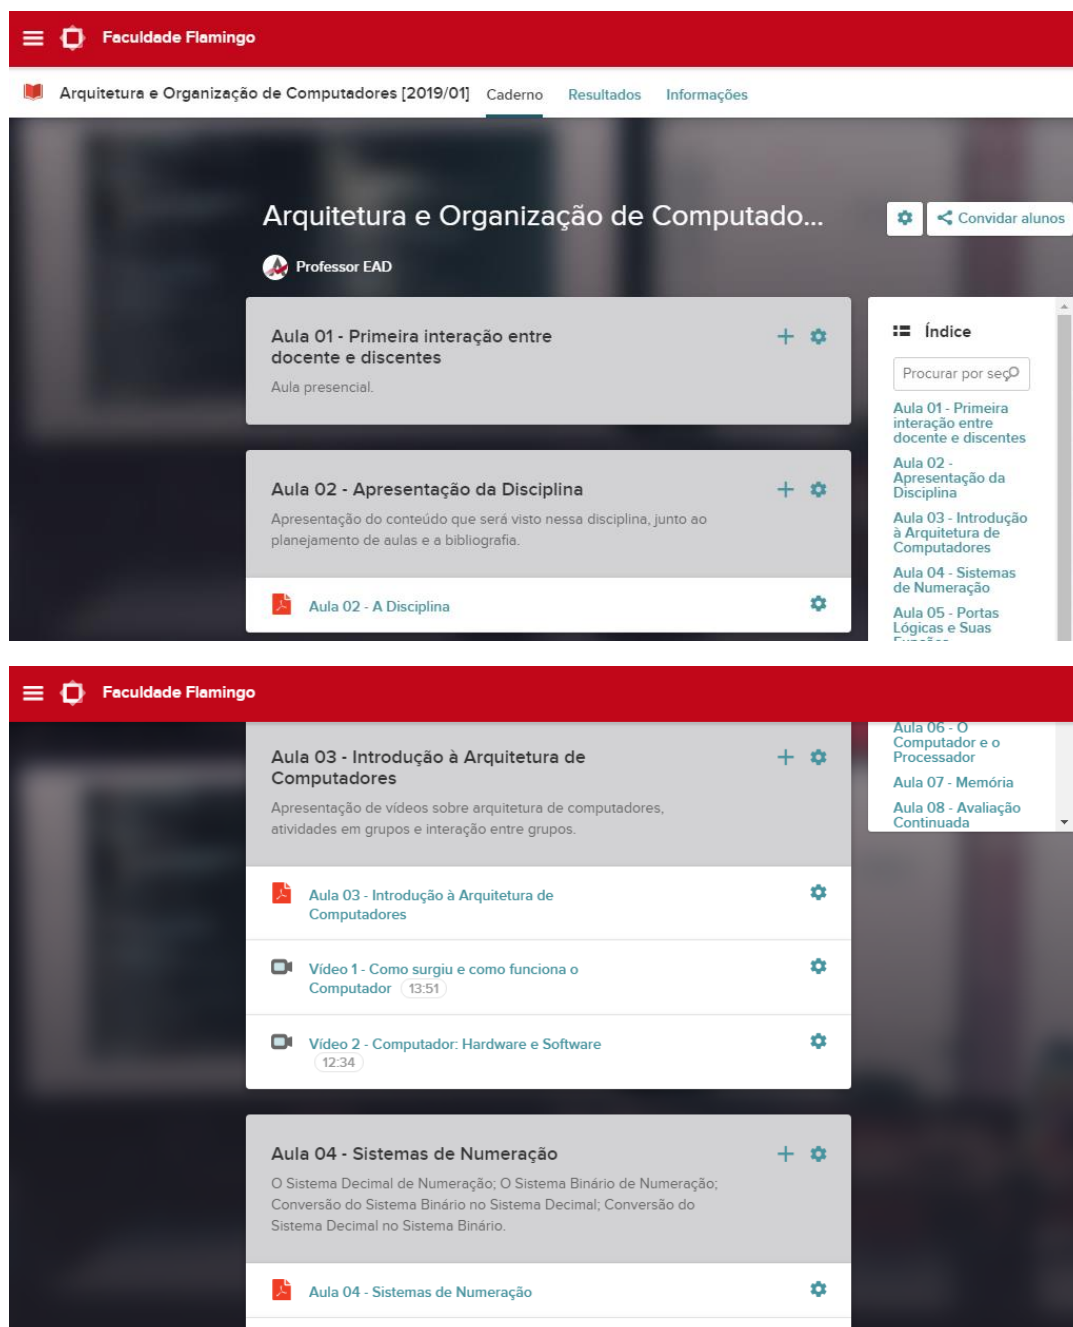 Faculdade Flamingo
Arquitetura e Organização de Computadores [2019/01] Caderno Resultados Informações
Arquitetura e Organização de Computado...
Convidar alunos
Professor EAD
Aula 01 - Primeira interação entre
docente e discentes
Aula presencial.
Aula 02 - Apresentação da Disciplina
Apresentação do conteúdo que será visto nessa disciplina, junto ao
planejamento de aulas e a bibliografia.
Aula 02 - A Disciplina
Índice
Procurar por seç
Aula 01 - Primeira
interação entre
docente e discentes
Aula 02 -
Apresentação da
Disciplina
Aula 03 - Introdução
à Arquitetura de
Computadores
Aula 04 - Sistemas
de Numeração
Aula 05 - Portas
Lógicas e Suas
Faculdade Flamingo
Aula 03 - Introdução à Arquitetura de
Computadores
Apresentação de vídeos sobre arquitetura de computadores,
atividades em grupos e interação entre grupos.
Aula 03 - Introdução à Arquitetura de
Computadores
Vídeo 1 - Como surgiu e como funciona o
Computador 13:51
Vídeo 2 - Computador: Hardware e Software
12:34
Aula 04 - Sistemas de Numeração
O Sistema Decimal de Numeração; O Sistema Binário de Numeração;
Conversão do Sistema Binário no Sistema Decimal; Conversão do
Sistema Decimal no Sistema Binário.
Aula 04 - Sistemas de Numeração
Aula 06 - O
Computador e o
Processador
Aula 07 - Memória
Aula 08 - Avaliação
Continuada